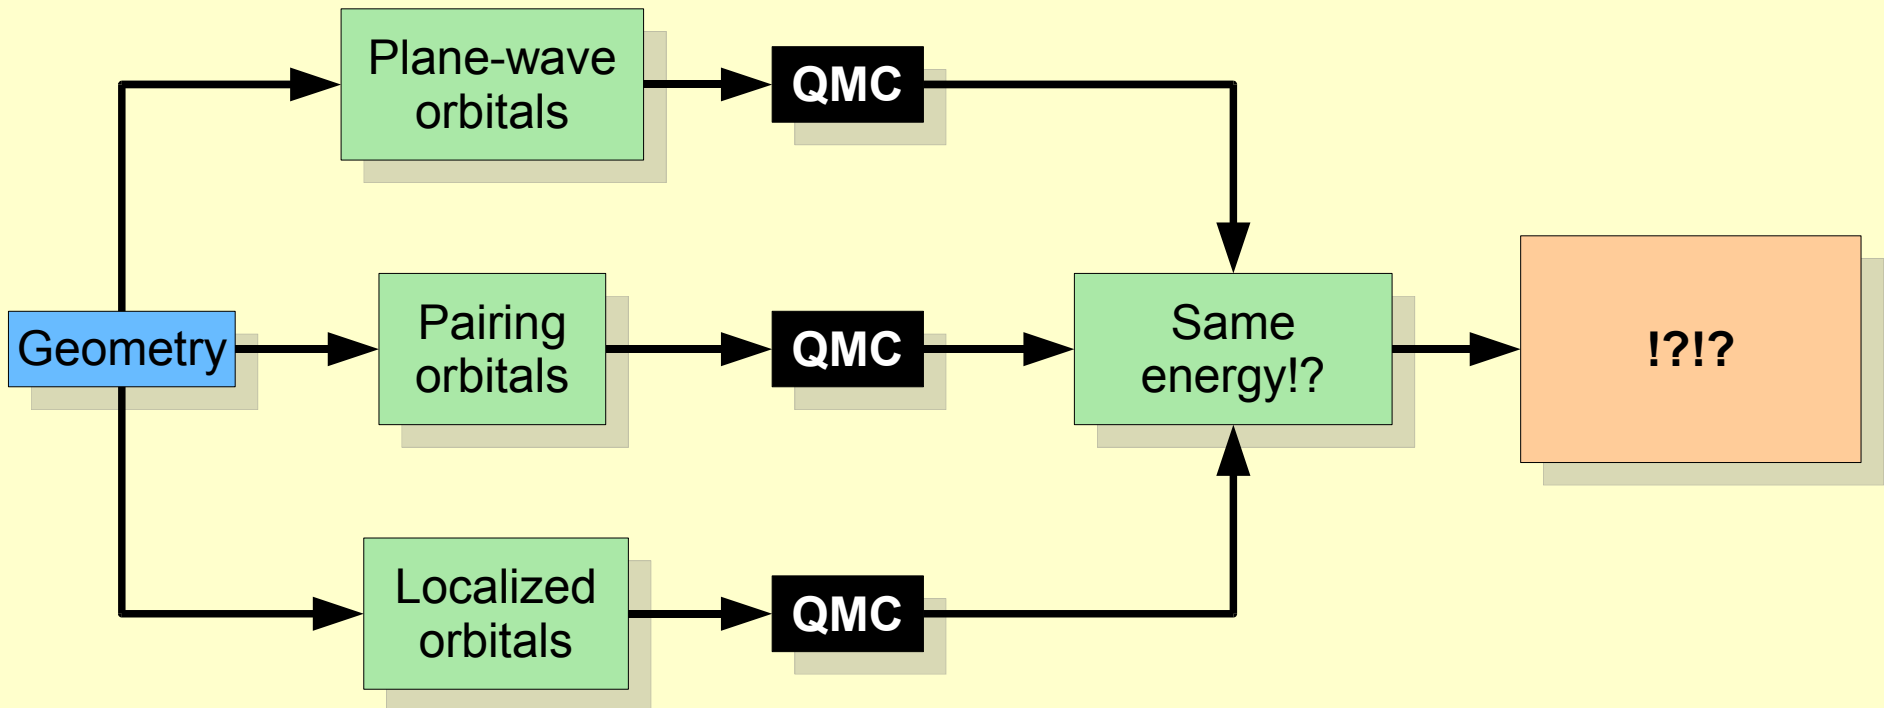 Plane-wave
orbitals
QMC
Geometry
Pairing
orbitals
QMC
Same
energy!?
!?!?
Localized
orbitals
QMC